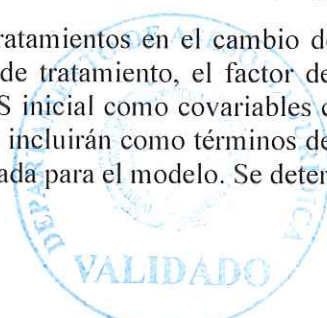 ratamientos en el cambio de
de tratamiento, el factor de
S inicial como covariables c
incluirán como términos de
ada para el modelo. Se deter
VALIDADO